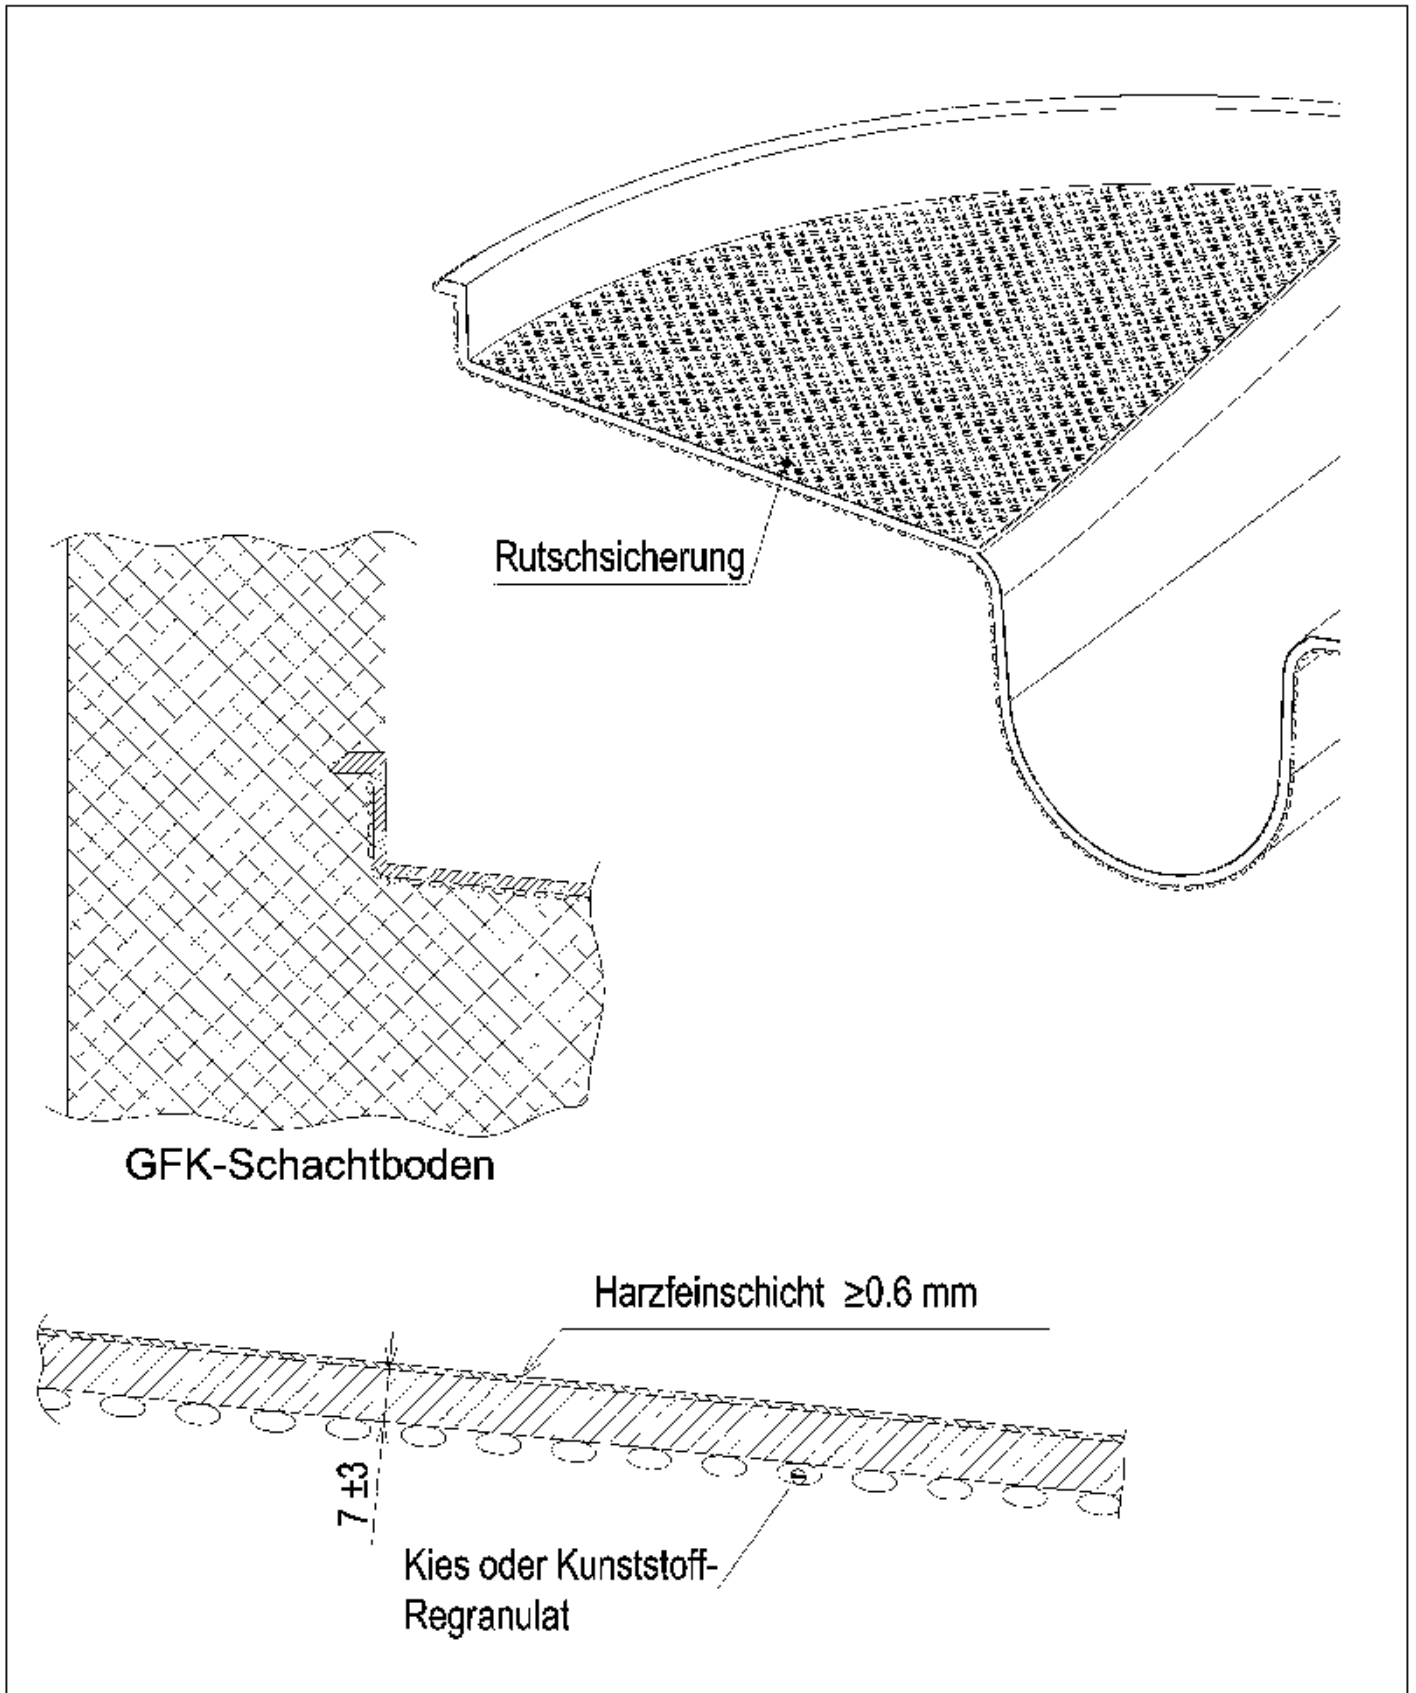 Rutschsicherung
GFK-Schachtboden
Harzfeinschicht ≥0.6 mm
7 ±3
Kies oder Kunststoff-
Regranulat